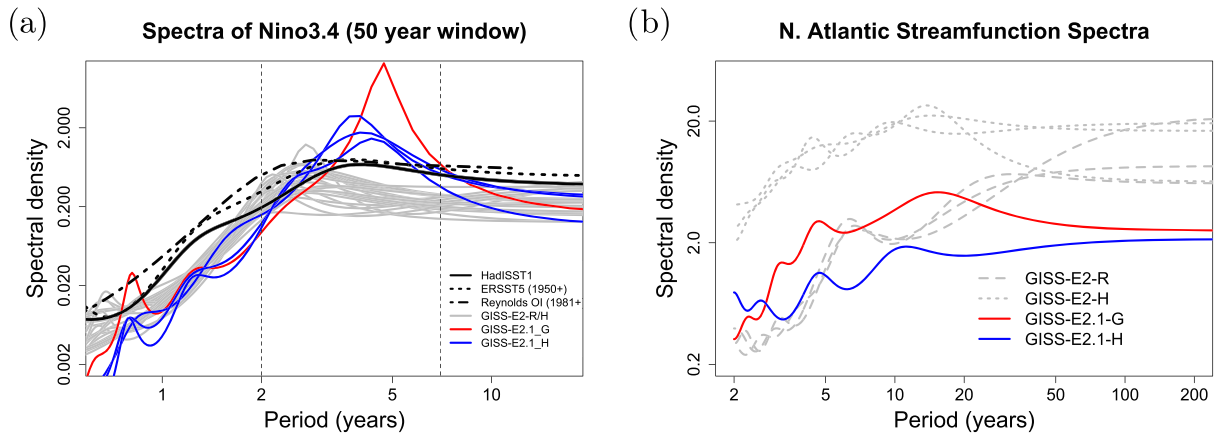 (a)
Spectra of Nino3.4 (50 year window)
Spectral density
2.000
0.200
0.020
0.002
HadISST1
ERSST5 (1950+)
Reynolds OI (1981+
GISS-E2-R/H
GISS-E2.1_G
GISS-E2.1_H
1
2
5
10
Period (years)
(b)
N. Atlantic Streamfunction Spectra
Spectral density
20.0
2.0
0.2
GISS-E2-R
GISS-E2-H
GISS-E2.1-G
GISS-E2.1-H
2
5
10
20
50
100
200
Period (years)